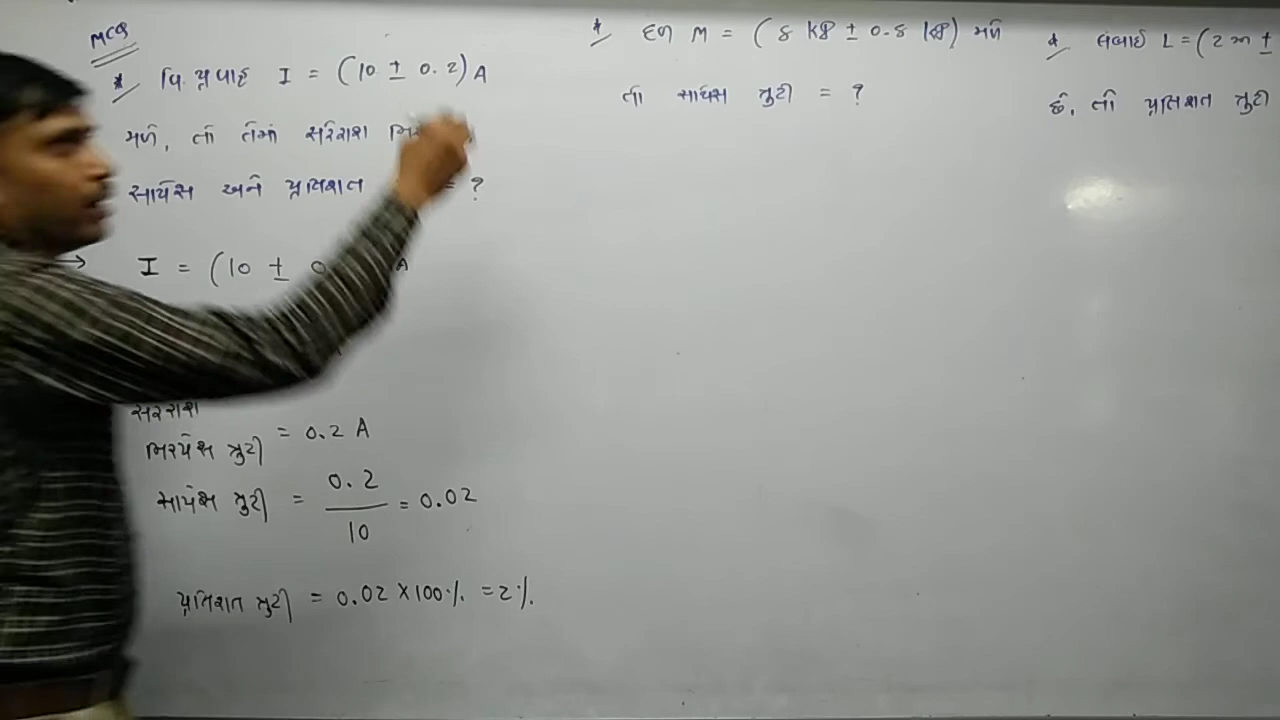 MCQ
* વિ.પ્રવાહ I = (10 ± 0.2) A
મળે, તો તેમાં સરેરાશ
સાપેક્ષ અને પ્રતિશત = ?
→ I = (10 ± 0 A
સરેરાશ
નિરપેક્ષ ત્રુટી = 0.2 A
સાપેક્ષ ત્રુટી = 0.2 / 10 = 0.02
પ્રતિશત ત્રુટી = 0.02 × 100 % = 2 %.
* દળ M = ( 8 kg ± 0.8 kg) મળે
તો સાપેક્ષ ત્રુટી = ?
* લંબાઈ L = (2 m ±
છે, તો પ્રતિશત ત્રુટી